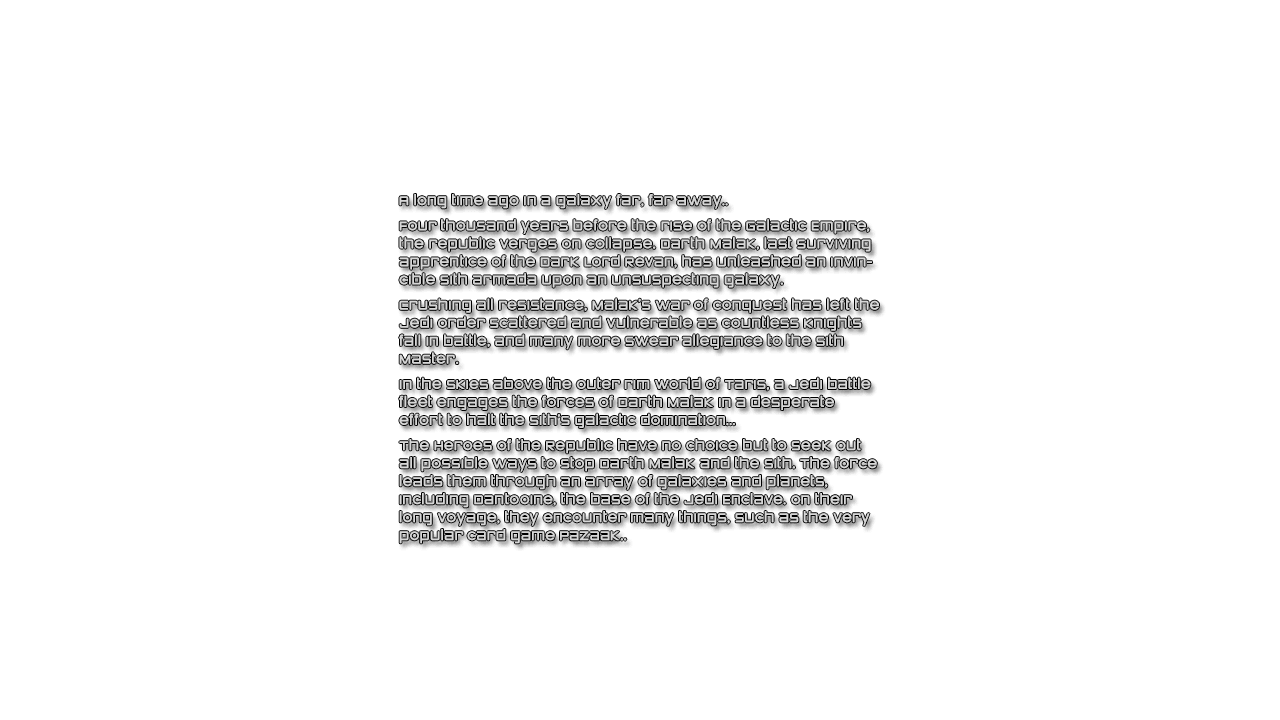 A long time ago in a galaxy far, far away..
Four thousand years before the rise of the Galactic Empire,
the republic verges on collapse. Darth Malak, last surviving
apprentice of the Dark Lord Revan, has unleashed an invin-
cible Sith armada upon an unsuspecting galaxy.
Crushing all resistance, Malak's war of conquest has left the
Jedi order scattered and vulnerable as countless Knights
fall in battle, and many more swear allegiance to the Sith
Master.
In the skies above the outer rim world of Taris, a Jedi battle
fleet engages the forces of Darth Malak in a desperate
effort to halt the Sith's galactic domination...
The Heroes of the Republic have no choice but to seek out
all possible ways to stop Darth Malak and the Sith. The force
leads them through an array of galaxies and planets,
including Dantooine, the base of the Jedi Enclave, on their
long voyage, they encounter many things, such as the very
popular card game Pazaak..